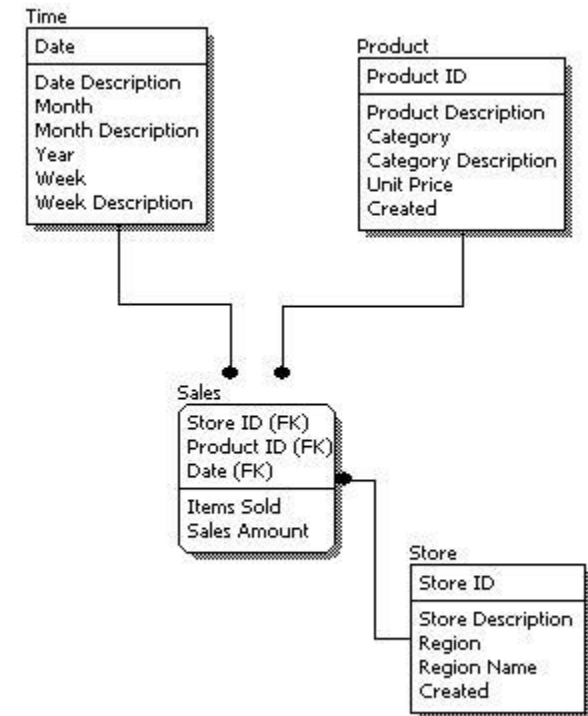 Time
Date
Date Description
Month
Month Description
Year
Week
Week Description
Product
Product ID
Product Description
Category
Category Description
Unit Price
Created
Sales
Store ID (FK)
Product ID (FK)
Date (FK)
Items Sold
Sales Amount
Store
Store ID
Store Description
Region
Region Name
Created